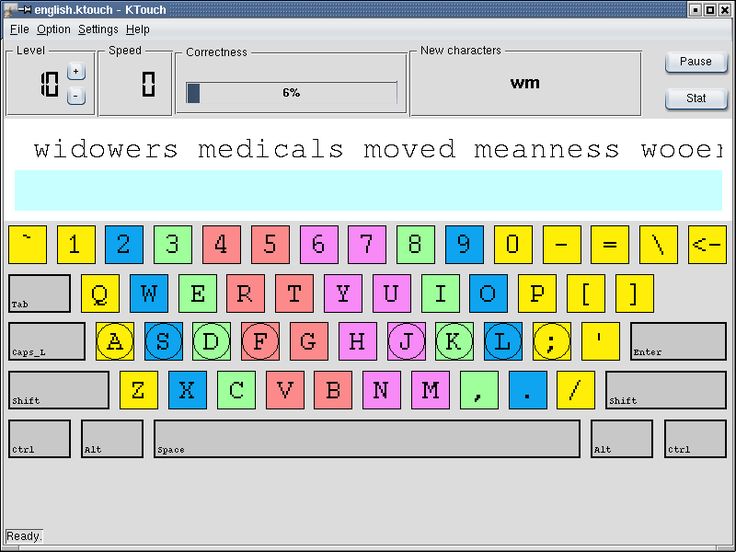 english.ktouch - KTouch
File Option Settings Help
Level Speed Correctness New characters
10 + - 0 6% wm Pause
Stat
widowers medicals moved meanness wooer
~ 1 2 3 4 5 6 7 8 9 0 - = \ <-
Tab Q W E R T Y U I O P [ ]
Caps_L A S D F G H J K L ; ' Enter
Shift Z X C V B N M , . / Shift
Ctrl Alt Space Alt Ctrl
Ready.